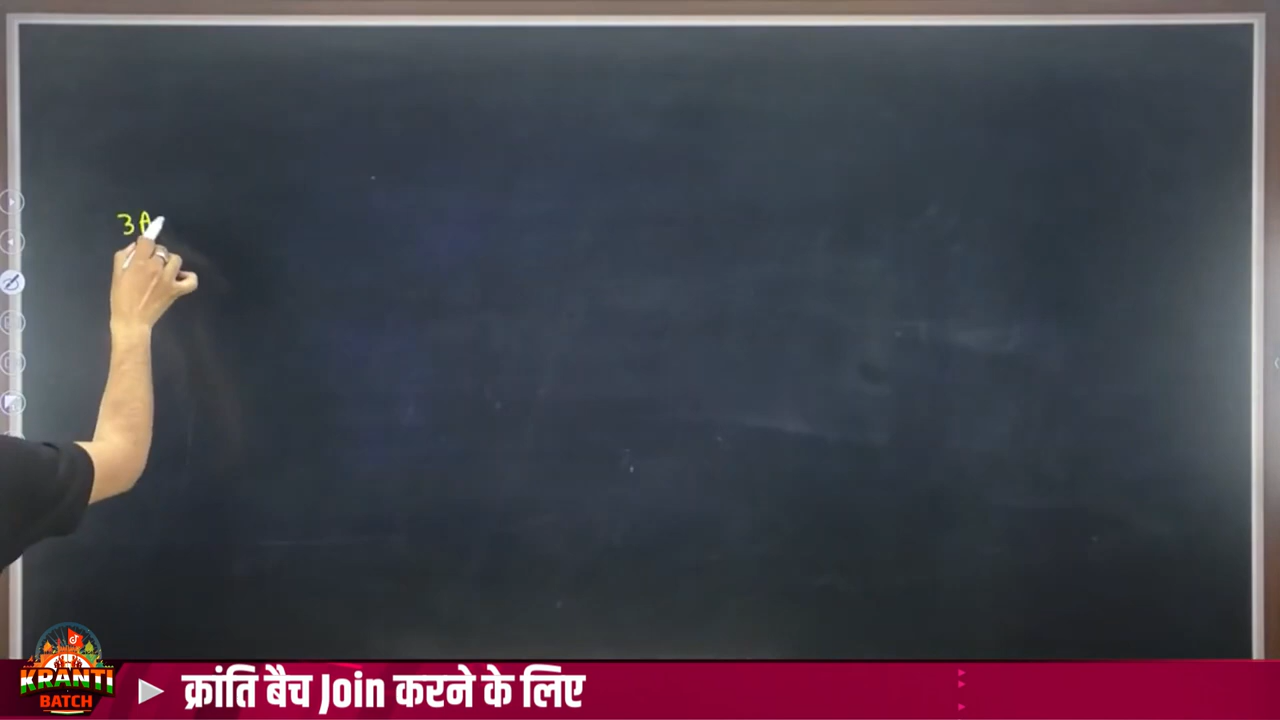 3A
KRANTI
BATCH
क्रांति बैच Join करने के लिए